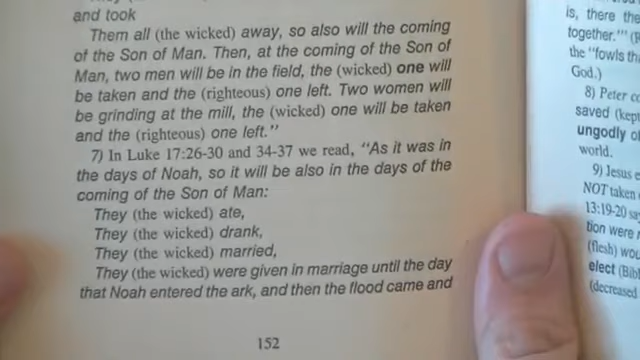 and took
Them all (the wicked) away, so also will the coming
of the Son of Man. Then, at the coming of the Son of
Man, two men will be in the field, the (wicked) one will
be taken and the (righteous) one left. Two women will
be grinding at the mill, the (wicked) one will be taken
and the (righteous) one left."
7) In Luke 17:26-30 and 34-37 we read, "As it was in
the days of Noah, so it will be also in the days of the
coming of the Son of Man:
They (the wicked) ate,
They (the wicked) drank,
They (the wicked) married,
They (the wicked) were given in marriage until the day
that Noah entered the ark, and then the flood came and
152
is, there the
together.'" (
the "fowls
God.)
8) Peter
saved (kept
ungodly
world.
9) Jesus
NOT taken
13:19-20
tion were
(flesh)
elect (Bib
(decreased